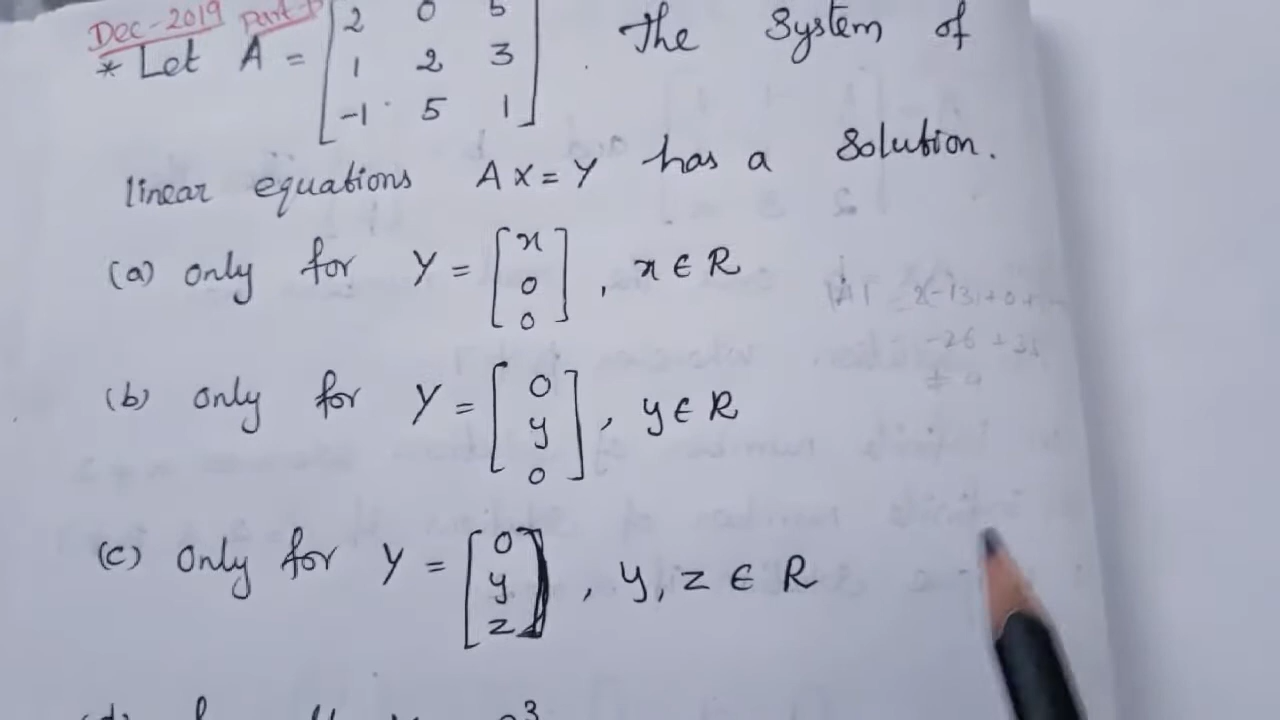 Dec-2019 Part-B
* Let A = [2 0 5
1 2 3
-1 5 1]. The System of
linear equations AX=Y has a Solution.
(a) only for Y = [x
0
0], x ∈ R
(b) only for Y = [0
y
0], y ∈ R
(c) Only for Y = [0
y
z], y, z ∈ R